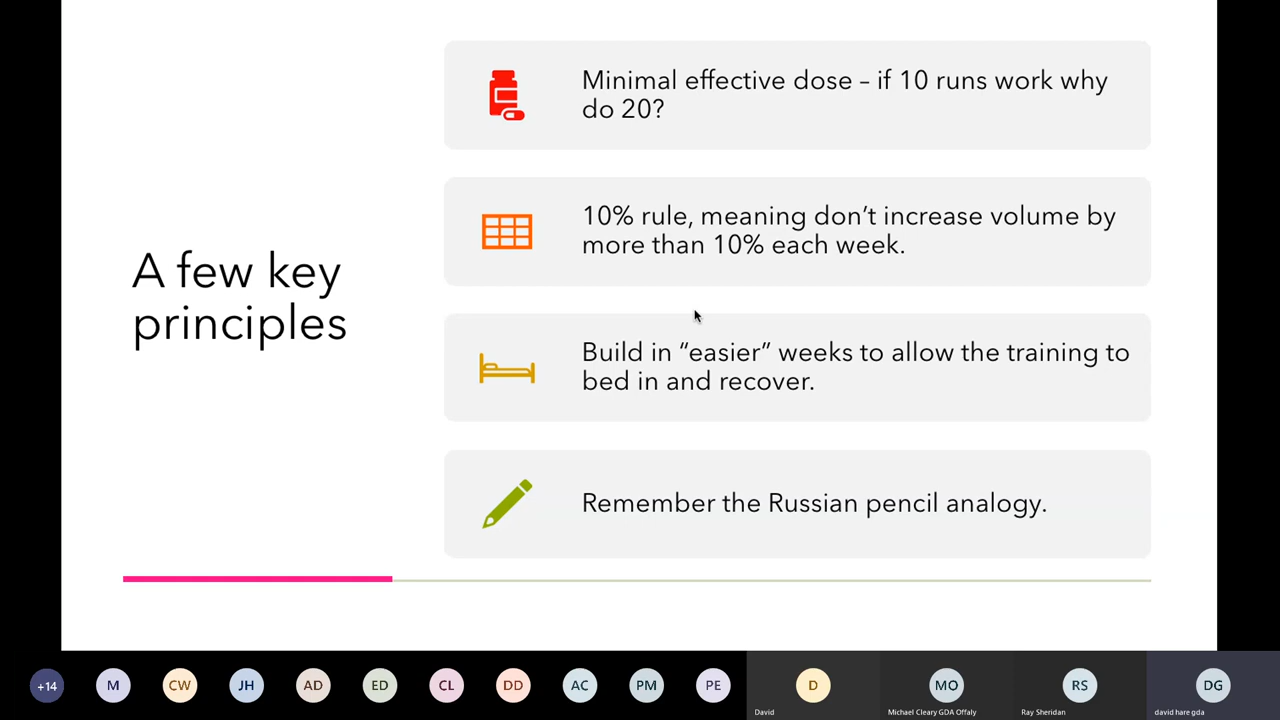 A few key
principles
Minimal effective dose – if 10 runs work why
do 20?
10% rule, meaning don’t increase volume by
more than 10% each week.
Build in “easier” weeks to allow the training to
bed in and recover.
Remember the Russian pencil analogy.
+14
M
CW
JH
AD
ED
CL
DD
AC
PM
PE
D
David
MO
Michael Cleary GDA Offaly
RS
Ray Sheridan
DG
david hare gda